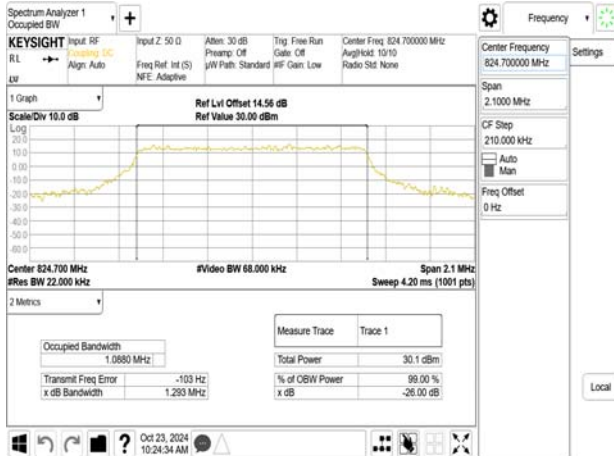 Spectrum Analyzer 1
Occupied BW
+
Frequency
KEYSIGHT
Input: RF
Coupling: DC
Align: Auto
Input Z: 50 Ω
Freq Ref: Int (S)
NFE: Adaptive
Atten: 30 dB
Preamp: Off
µW Path: Standard
Trig: Free Run
Gate: Off
#IF Gain: Low
Center Freq: 824.700000 MHz
Avg|Hold: 10/10
Radio Std: None
RL
Center Frequency
824.700000 MHz
Settings
Span
2.1000 MHz
CF Step
210.000 kHz
Auto
Man
Freq Offset
0 Hz
Local
1 Graph
Scale/Div 10.0 dB
Ref Lvl Offset 14.56 dB
Ref Value 30.00 dBm
Log
20.0
10.0
0.00
-10.0
-20.0
-30.0
-40.0
-50.0
-60.0
Center 824.700 MHz
#Video BW 68.000 kHz
Span 2.1 MHz
#Res BW 22.000 kHz
Sweep 4.20 ms (1001 pts)
2 Metrics
Measure Trace Trace 1
Occupied Bandwidth
1.0880 MHz
Total Power 30.1 dBm
Transmit Freq Error -103 Hz
% of OBW Power 99.00 %
x dB Bandwidth 1.293 MHz
x dB -26.00 dB
?
Oct 23, 2024
10:24:34 AM